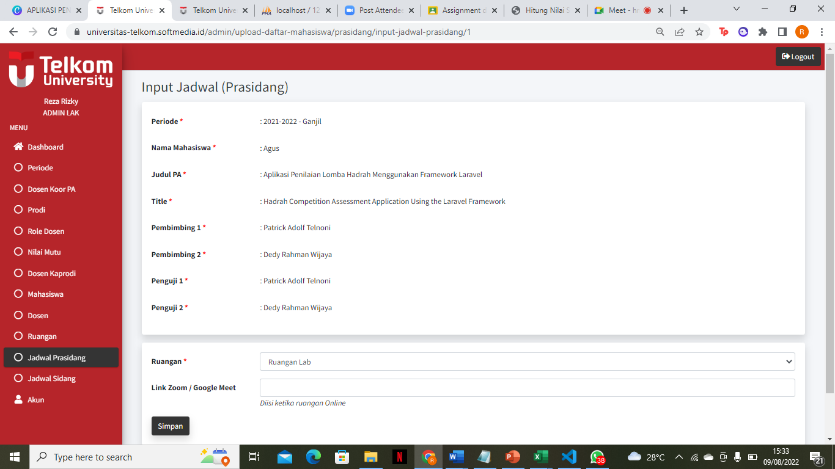 APLIKASI PEN
Telkom Unive
Telkom Unive
localhost / 12
Post Attende
Assignment d
Hitung Nilai S
Meet - h
universitas-telkom.softmedia.id/admin/upload-daftar-mahasiswa/prasidang/input-jadwal-prasidang/1
Logout
Telkom
University
Reza Rizky
ADMIN LAK
MENU
Dashboard
Periode
Dosen Koor PA
Prodi
Role Dosen
Nilai Mutu
Dosen Kaprodi
Mahasiswa
Dosen
Ruangan
Jadwal Prasidang
Jadwal Sidang
Akun
Input Jadwal (Prasidang)
Periode * : 2021-2022 - Ganjil
Nama Mahasiswa * : Agus
Judul PA * : Aplikasi Penilaian Lomba Hadrah Menggunakan Framework Laravel
Title * : Hadrah Competition Assessment Application Using the Laravel Framework
Pembimbing 1 * : Patrick Adolf Telnoni
Pembimbing 2 * : Dedy Rahman Wijaya
Penguji 1 * : Patrick Adolf Telnoni
Penguji 2 * : Dedy Rahman Wijaya
Ruangan * Ruangan Lab
Link Zoom / Google Meet
Diisi ketika ruangan Online
Simpan
Type here to search
28°C
15:33
09/08/2022
21